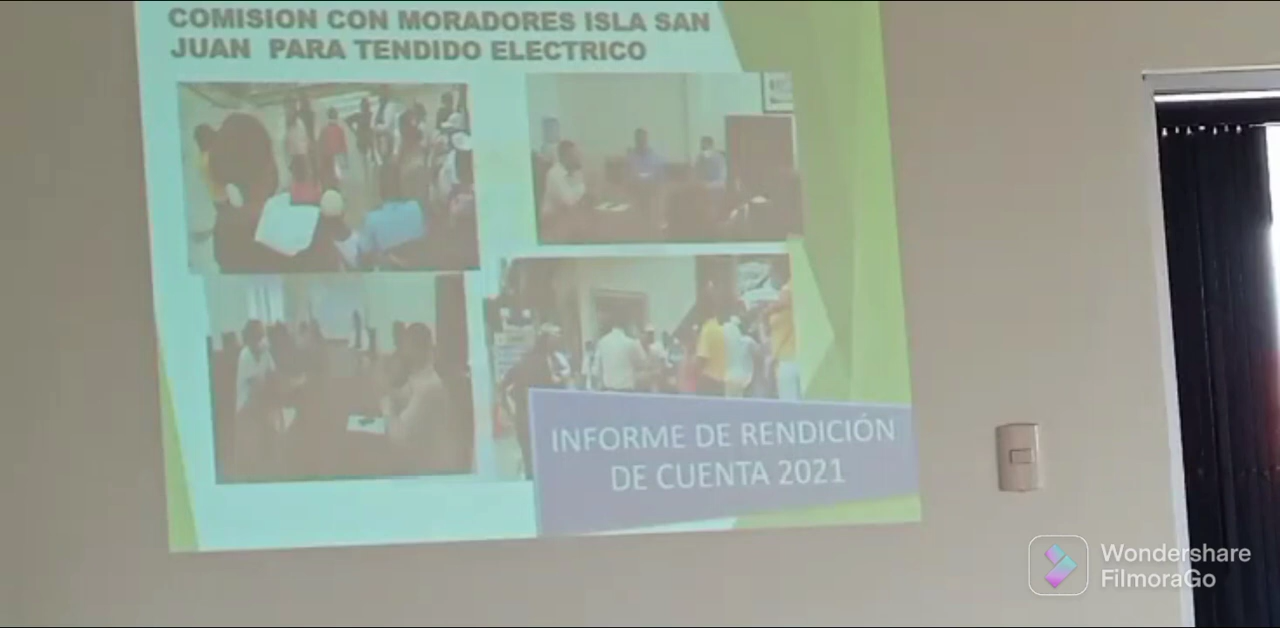 COMISION CON MORADORES ISLA SAN
JUAN PARA TENDIDO ELECTRICO
INFORME DE RENDICIÓN
DE CUENTA 2021
Wondershare
FilmoraGo